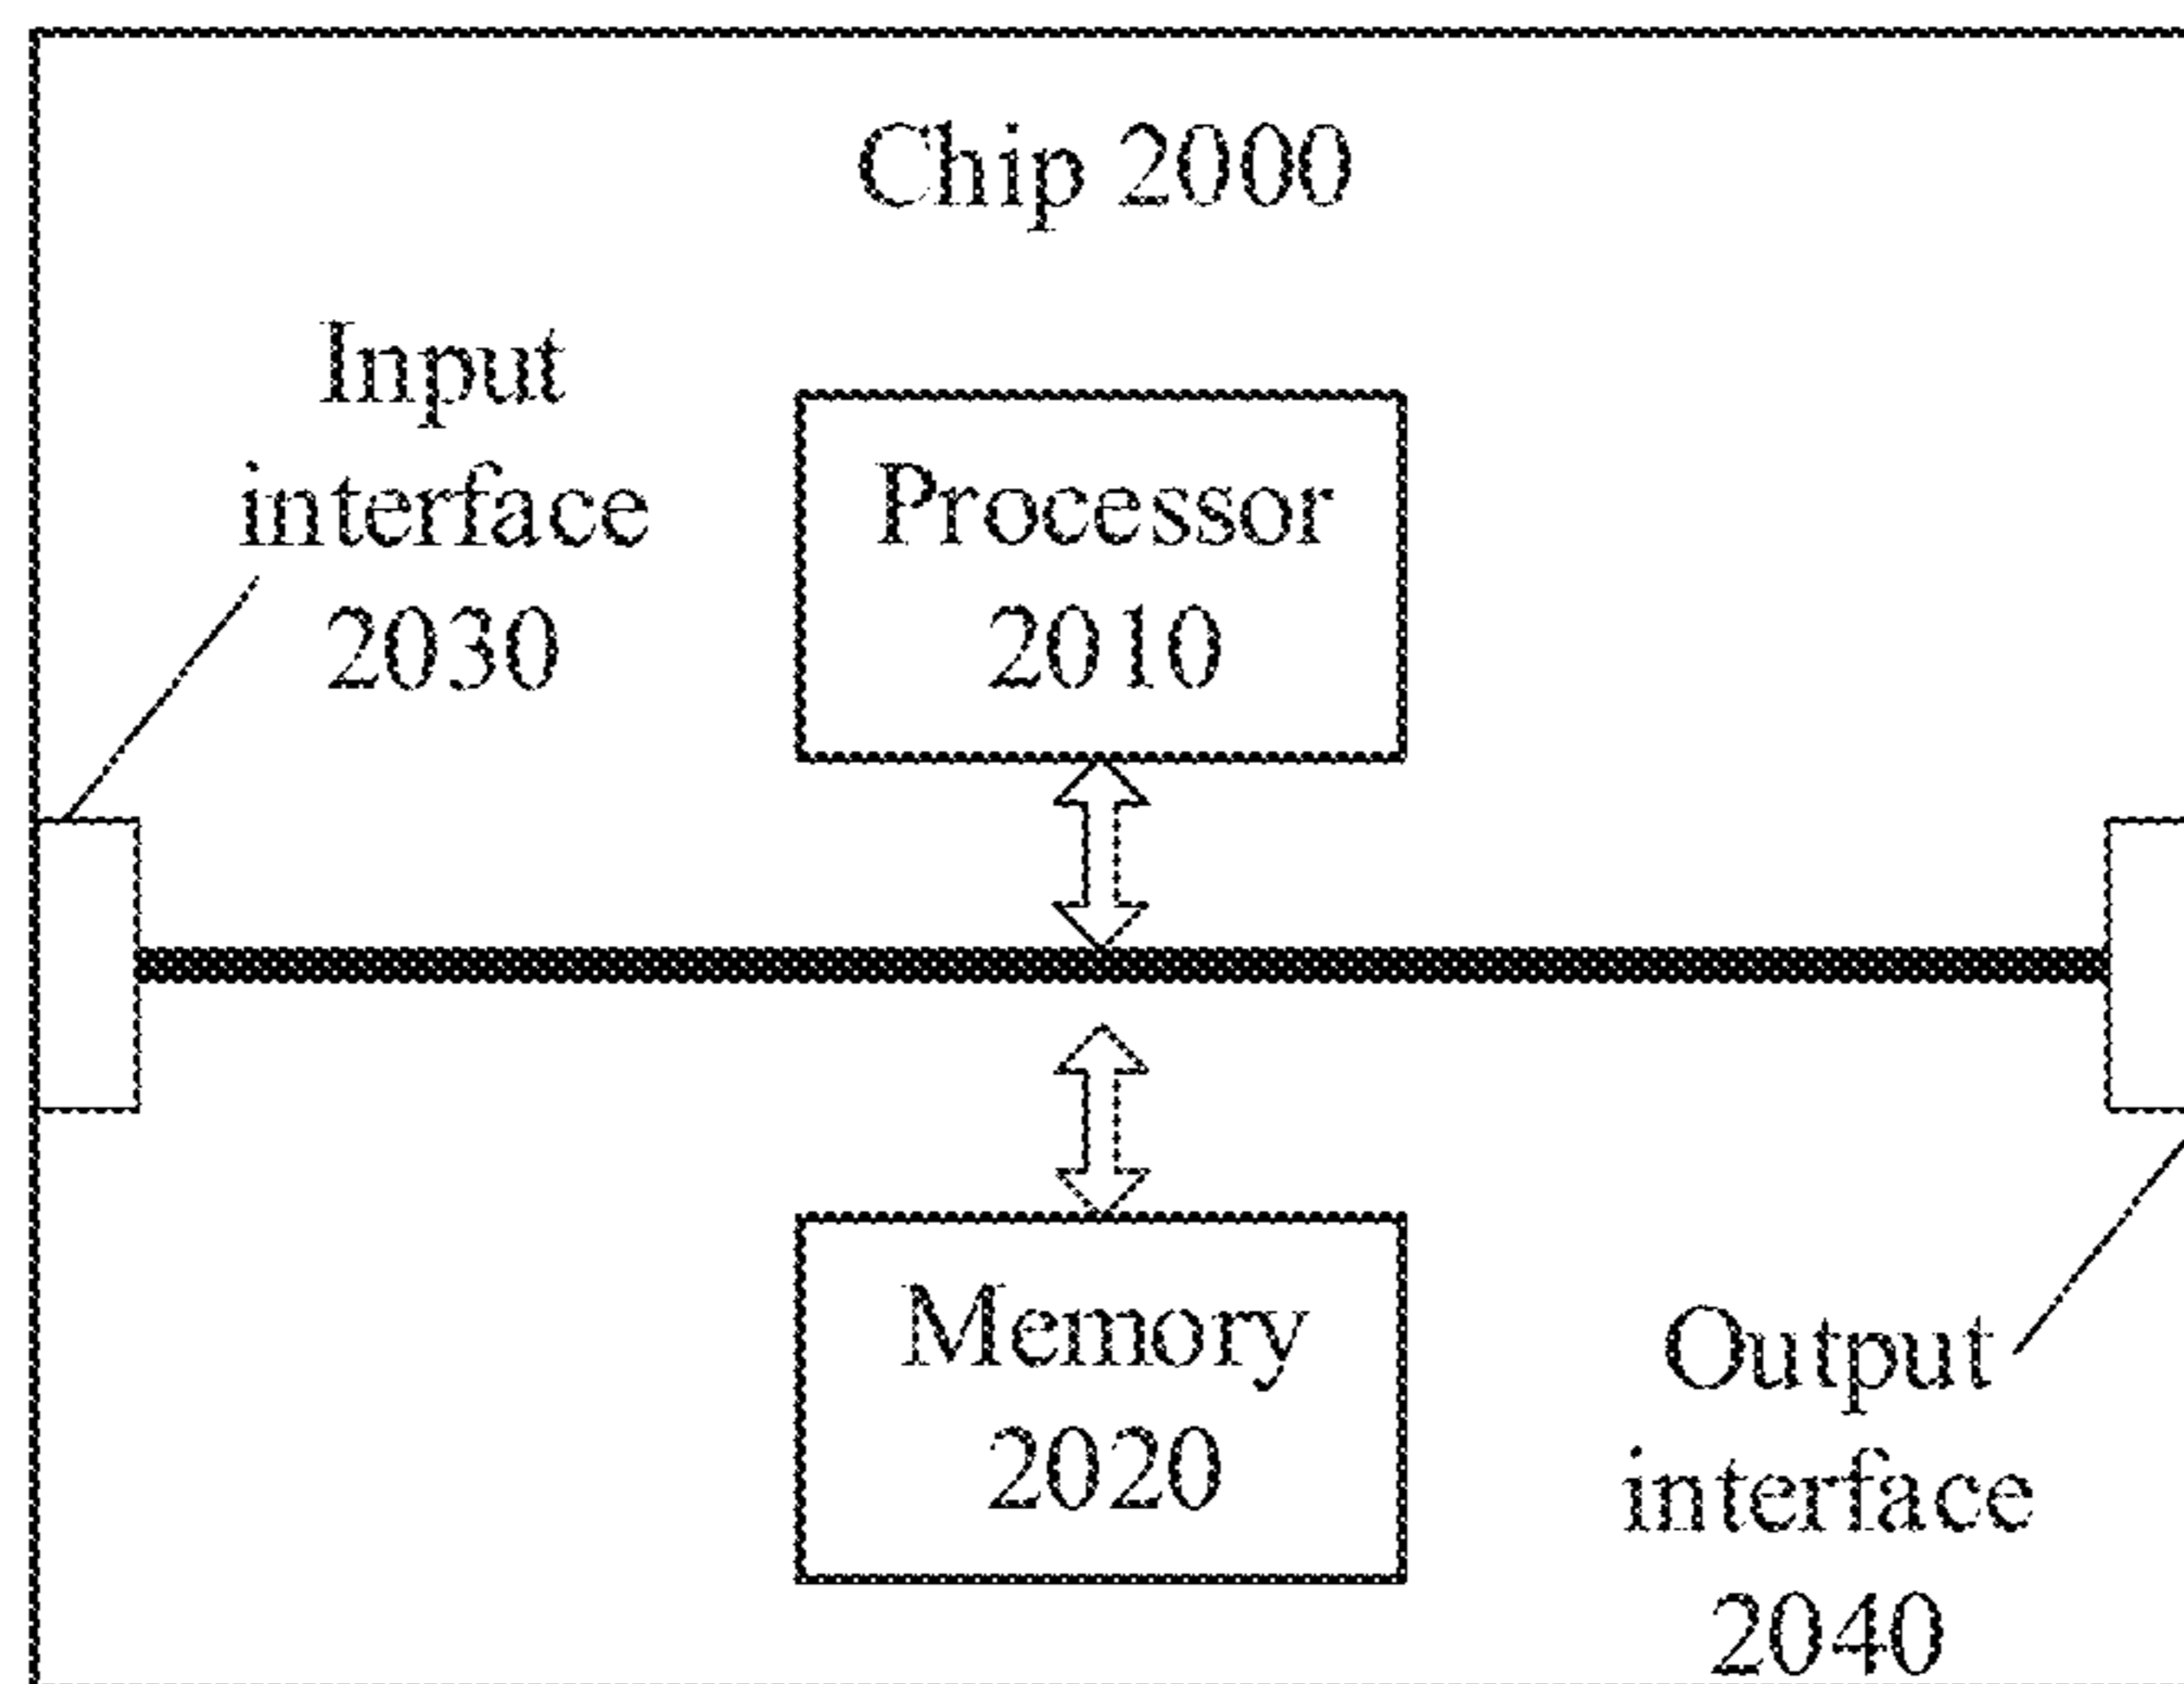 Chip 2000
Input
interface
2030
Processor
2010
Memory
2020
Output
interface
2040